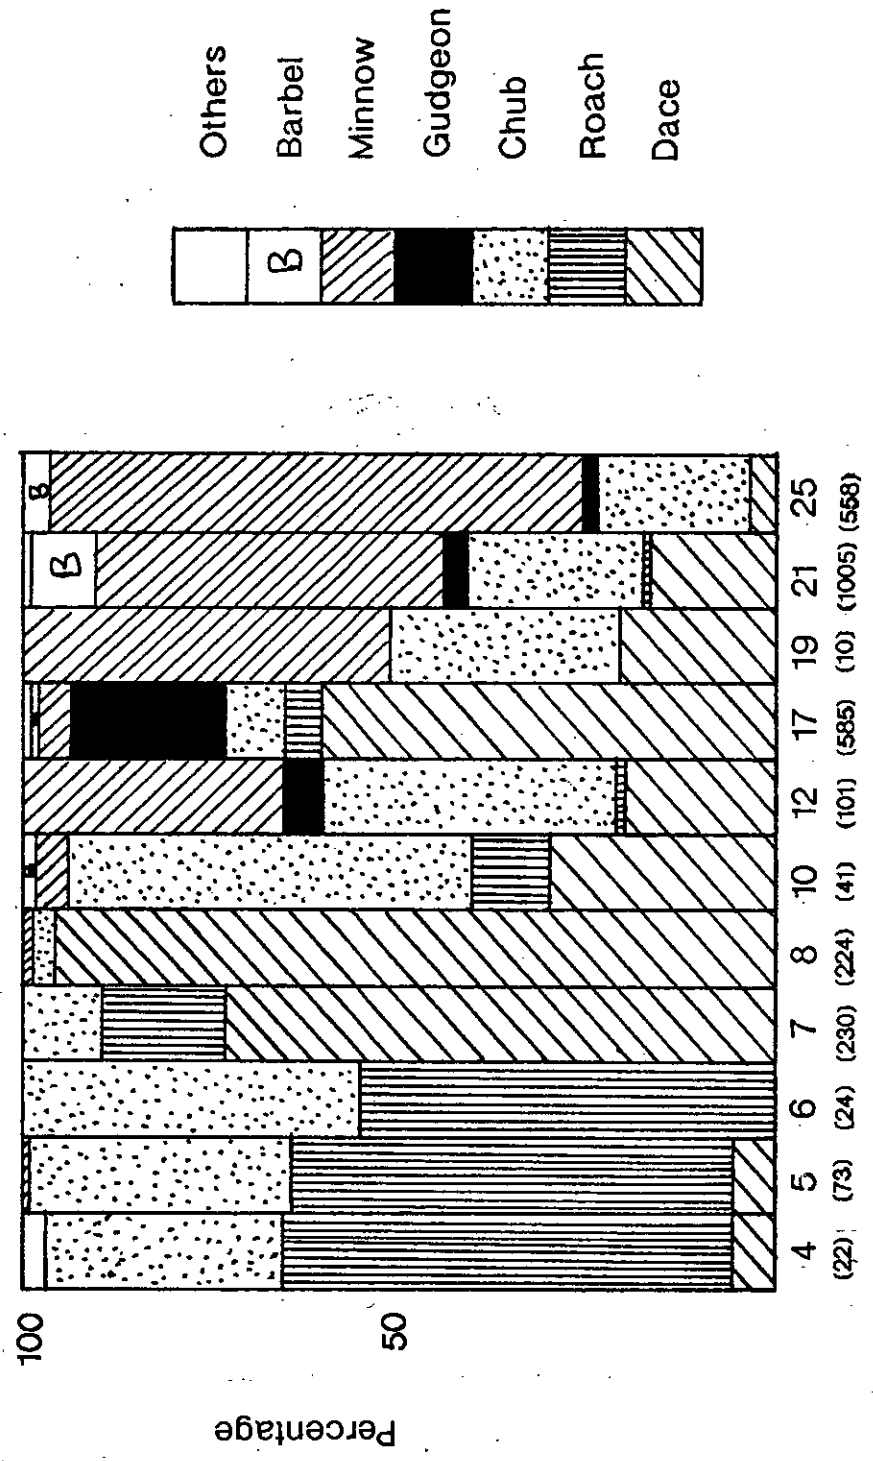 Percentage
100
50
B
B
4 5 6 7 8 10 12 17 19 21 25
(22) (73) (24) (230) (224) (41) (101) (585) (10) (1005) (558)
B
Others
Barbel
Minnow
Gudgeon
Chub
Roach
Dace